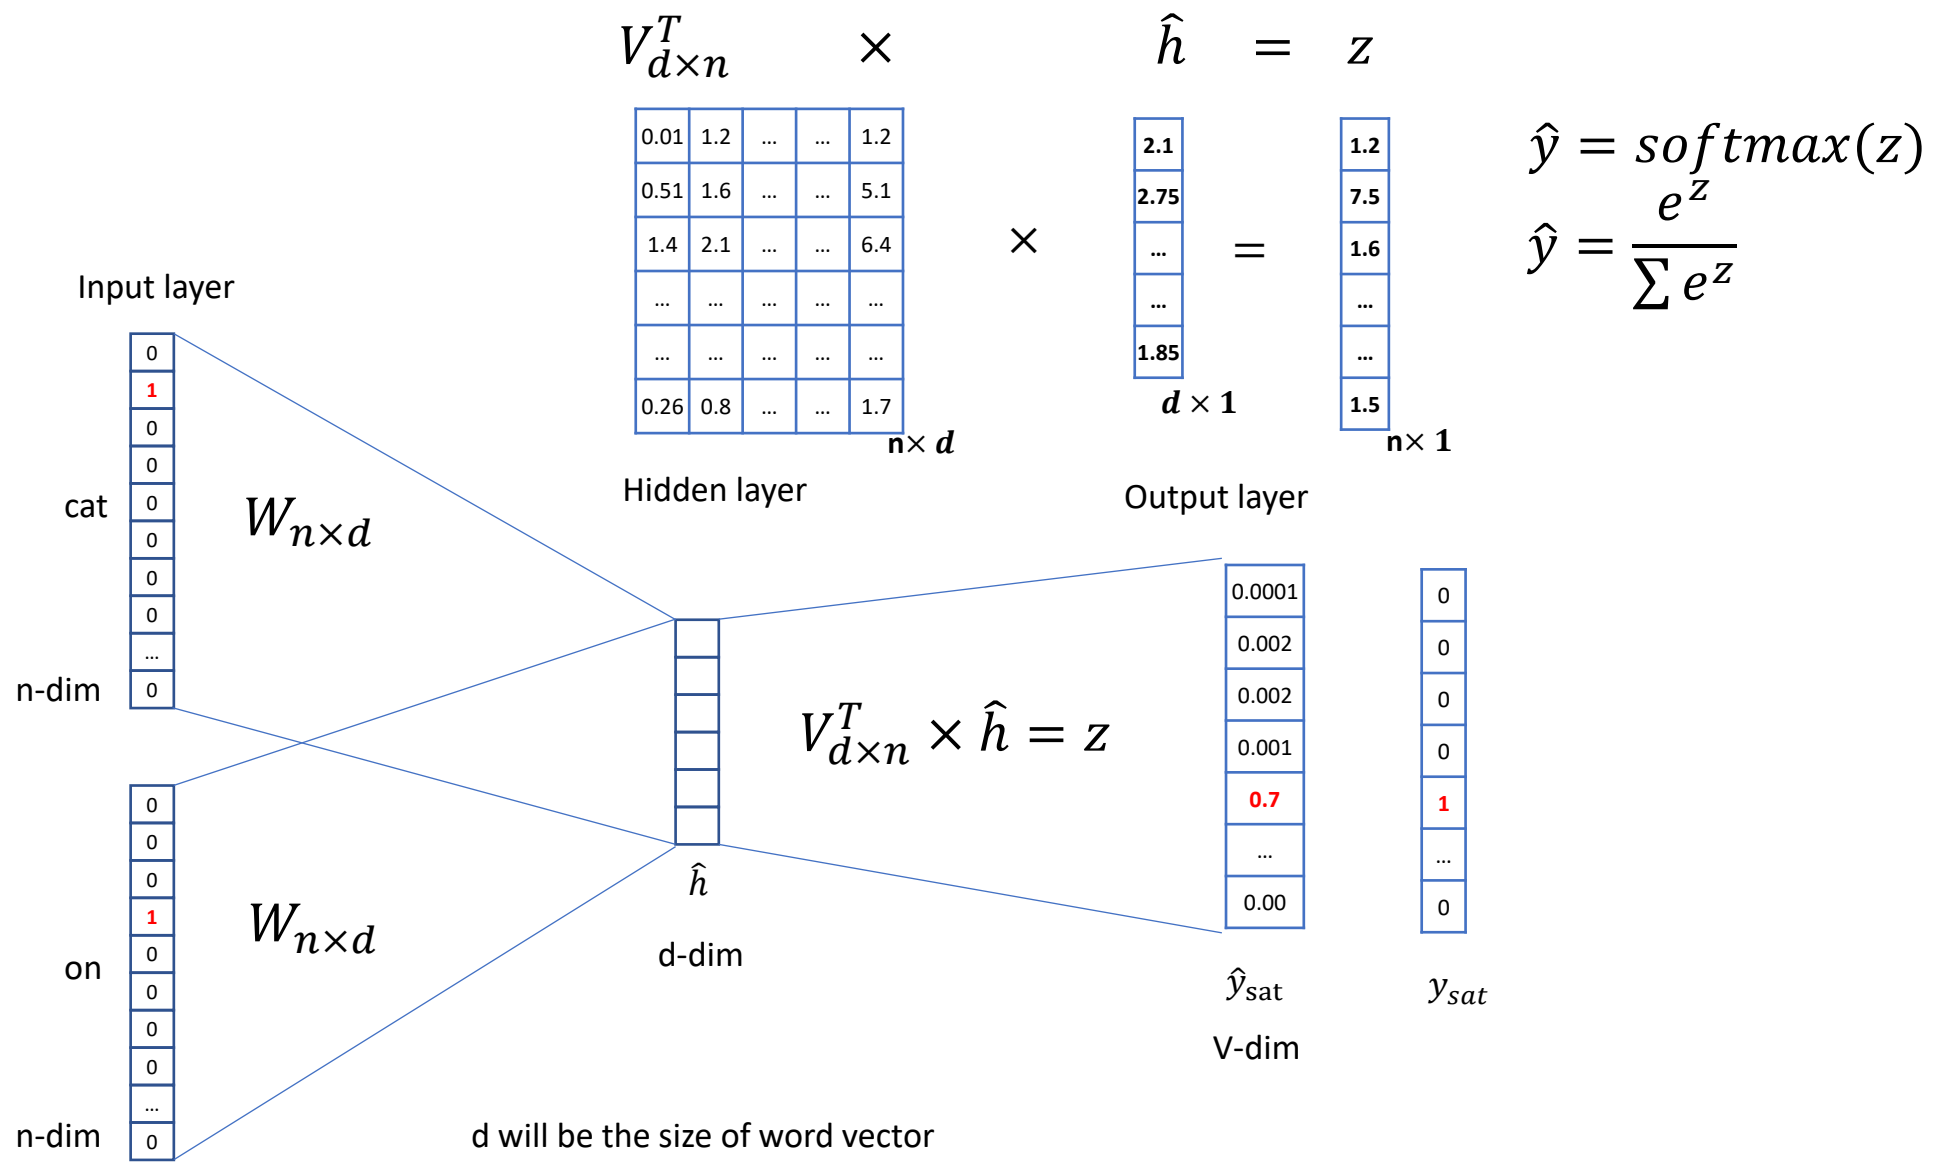 V^T_{d×n} × ĥ = z
0.01 1.2 ... ... 1.2
0.51 1.6 ... ... 5.1
1.4 2.1 ... ... 6.4
... ... ... ... ...
... ... ... ... ...
0.26 0.8 ... ... 1.7
n× d
×
2.1
2.75
...
...
1.85
d × 1
=
1.2
7.5
1.6
...
...
1.5
n× 1
ŷ = softmax(z)
ŷ = e^z / ∑ e^z
Input layer
Hidden layer
Output layer
0
1
0
0
0
0
0
0
...
0
cat
n-dim
W_{n×d}
0
0
0
1
0
0
0
0
...
0
on
n-dim
W_{n×d}
ĥ
d-dim
V^T_{d×n} × ĥ = z
0.0001
0.002
0.002
0.001
0.7
...
0.00
ŷ_sat
V-dim
0
0
0
0
1
...
0
y_sat
d will be the size of word vector